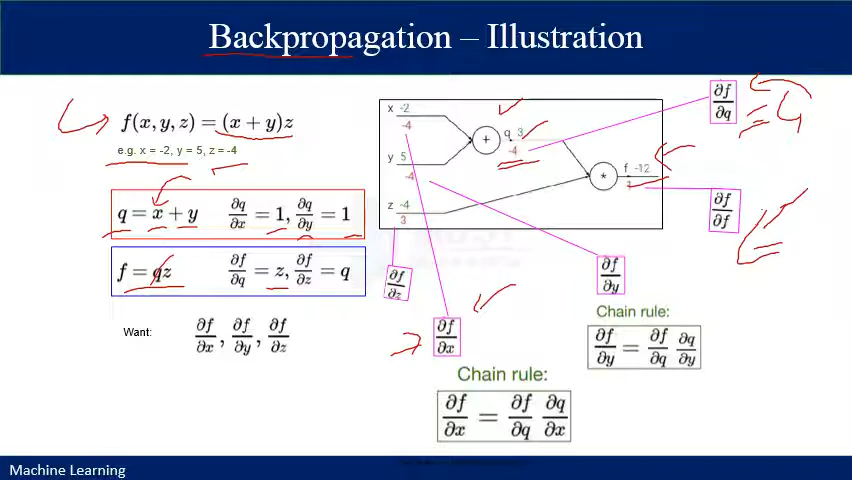 Backpropagation – Illustration
f(x, y, z) = (x + y)z
e.g. x = -2, y = 5, z = -4
q = x + y   ∂q/∂x = 1, ∂q/∂y = 1
f = qz   ∂f/∂q = z, ∂f/∂z = q
Want: ∂f/∂x, ∂f/∂y, ∂f/∂z
x -2
-4
y 5
-4
z -4
3
+
q 3
-4
*
f -12
1
∂f/∂q
= -4
∂f/∂f
∂f/∂z
∂f/∂y
∂f/∂x
Chain rule:
∂f/∂y = ∂f/∂q ∂q/∂y
Chain rule:
∂f/∂x = ∂f/∂q ∂q/∂x
Machine Learning